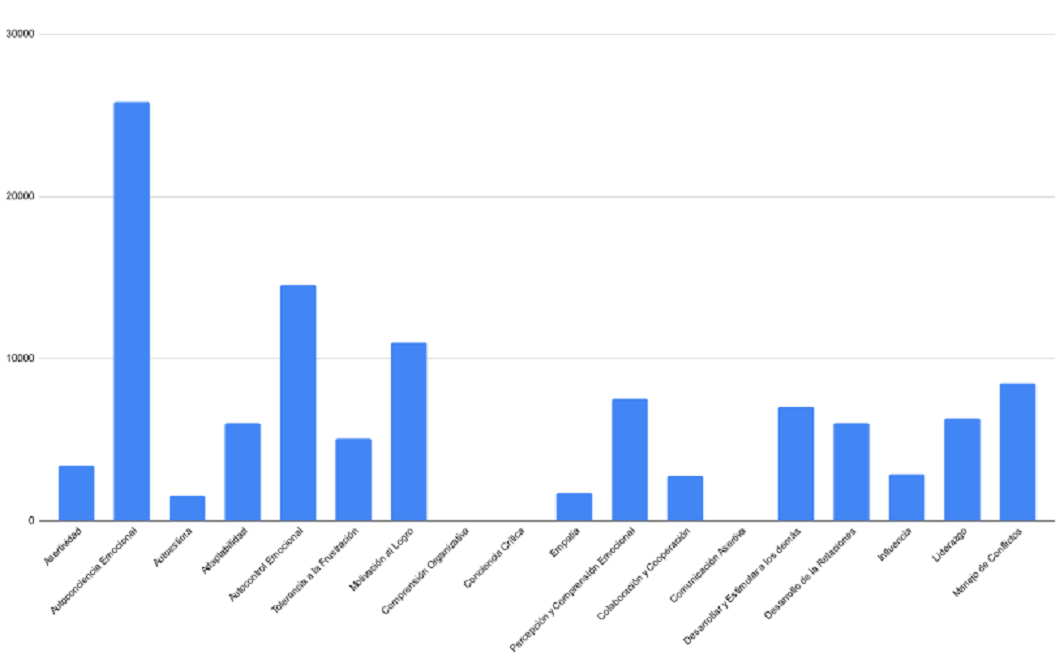 30000
20000
10000
0
Asertividad
Autoconciencia Emocional
Autoestima
Adaptabilidad
Autocontrol Emocional
Tolerancia a la Frustración
Motivación al Logro
Comprensión Organizativa
Conciencia Crítica
Empatía
Percepción y Comprensión Emocional
Colaboración y Cooperación
Comunicación Asertiva
Desarrollar y Estimular a los demás
Desarrollo de la Relaciones
Influencia
Liderazgo
Manejo de Conflictos